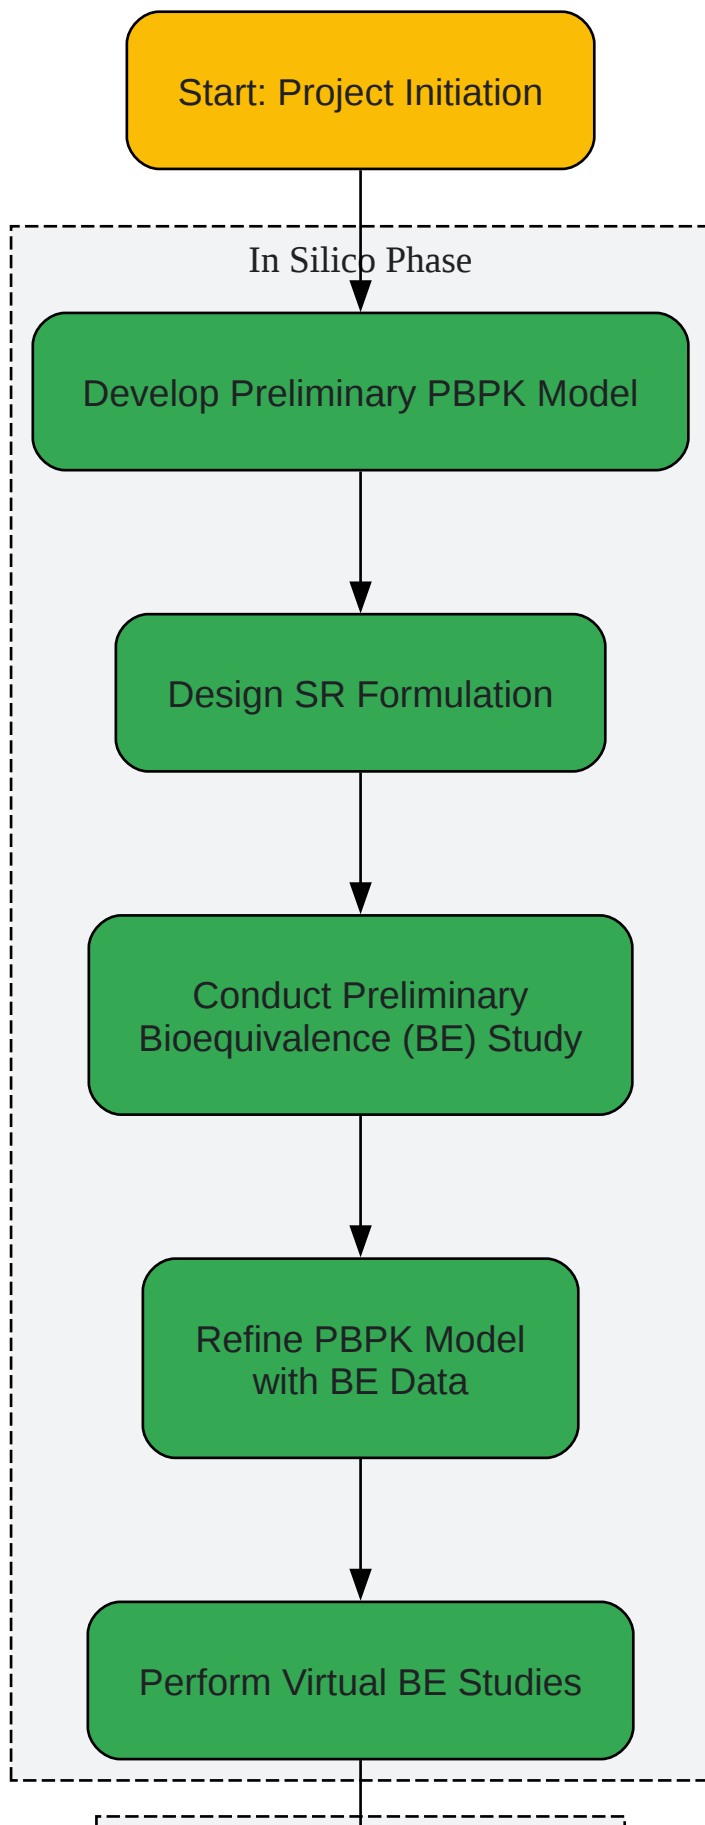 Start: Project Initiation
In Silico Phase
Develop Preliminary PBPK Model
Design SR Formulation
Conduct Preliminary
Bioequivalence (BE) Study
Refine PBPK Model
with BE Data
Perform Virtual BE Studies